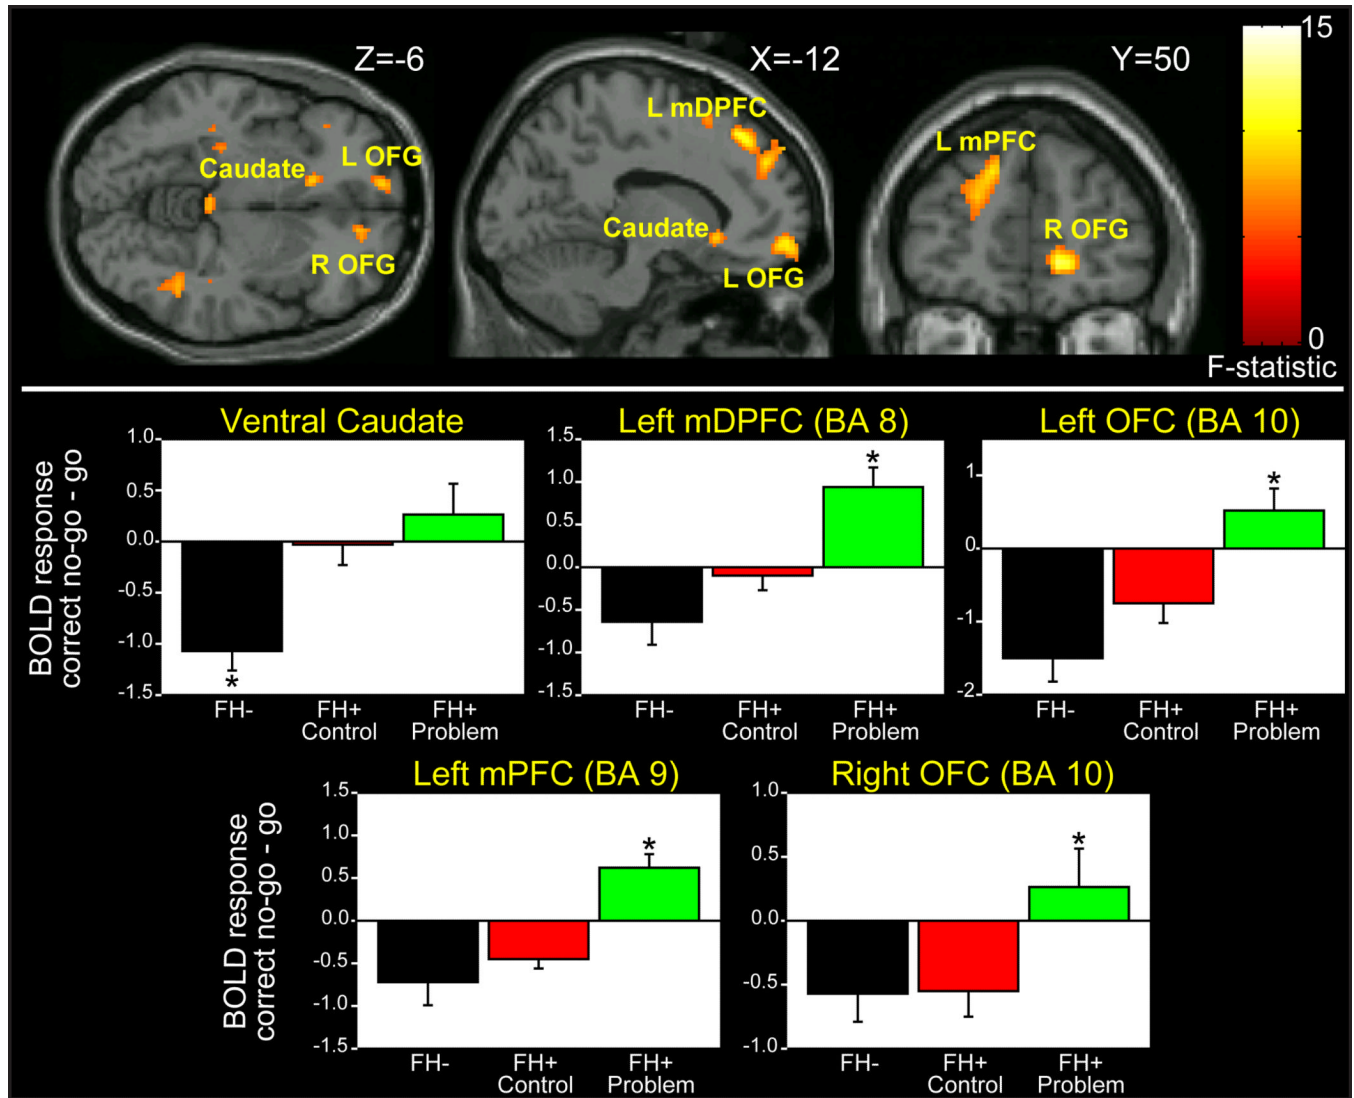 Z=-6
X=-12
Y=50
15
L mDPFC
L mPFC
Caudate
L OFG
Caudate
R OFG
R OFG
L OFG
0
F-statistic
Ventral Caudate
Left mDPFC (BA 8)
Left OFC (BA 10)
BOLD response
correct no-go - go
1.0
0.5
0.0
-0.5
-1.0
-1.5
*
FH-
FH+
Control
FH+
Problem
1.5
1.0
0.5
0.0
-0.5
-1.0
-1.5
*
FH-
FH+
Control
FH+
Problem
1
0
-1
-2
*
FH-
FH+
Control
FH+
Problem
Left mPFC (BA 9)
Right OFC (BA 10)
BOLD response
correct no-go - go
1.5
1.0
0.5
0.0
-0.5
-1.0
-1.5
*
FH-
FH+
Control
FH+
Problem
1.0
0.5
0.0
-0.5
-1.0
*
FH-
FH+
Control
FH+
Problem